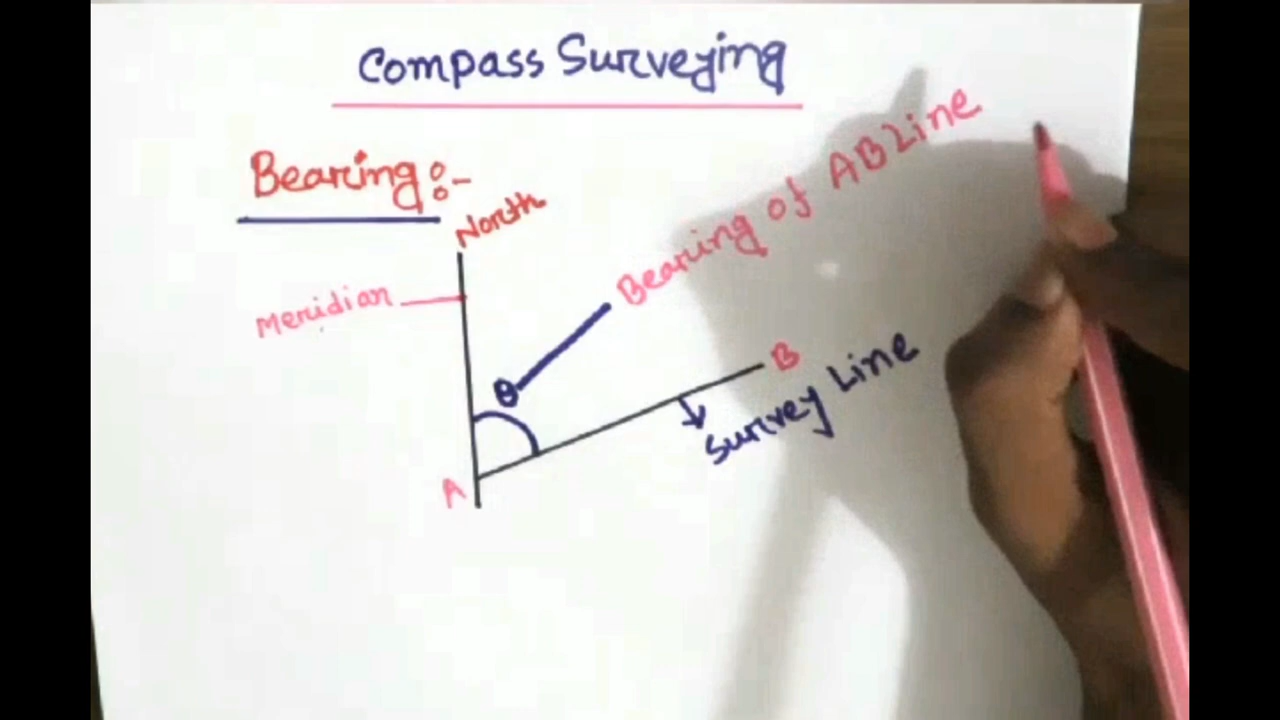 Compass Surveying
Bearing :-
North
Bearing of AB Line
Meridian
θ
B
Survey Line
A